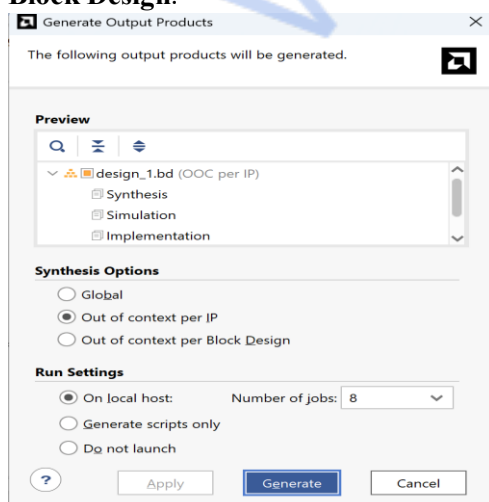 Block Design.
Generate Output Products
The following output products will be generated.
Preview
design_1.bd (OOC per IP)
Synthesis
Simulation
Implementation
Synthesis Options
Global
Out of context per IP
Out of context per Block Design
Run Settings
On local host: Number of jobs: 8
Generate scripts only
Do not launch
? Apply Generate Cancel